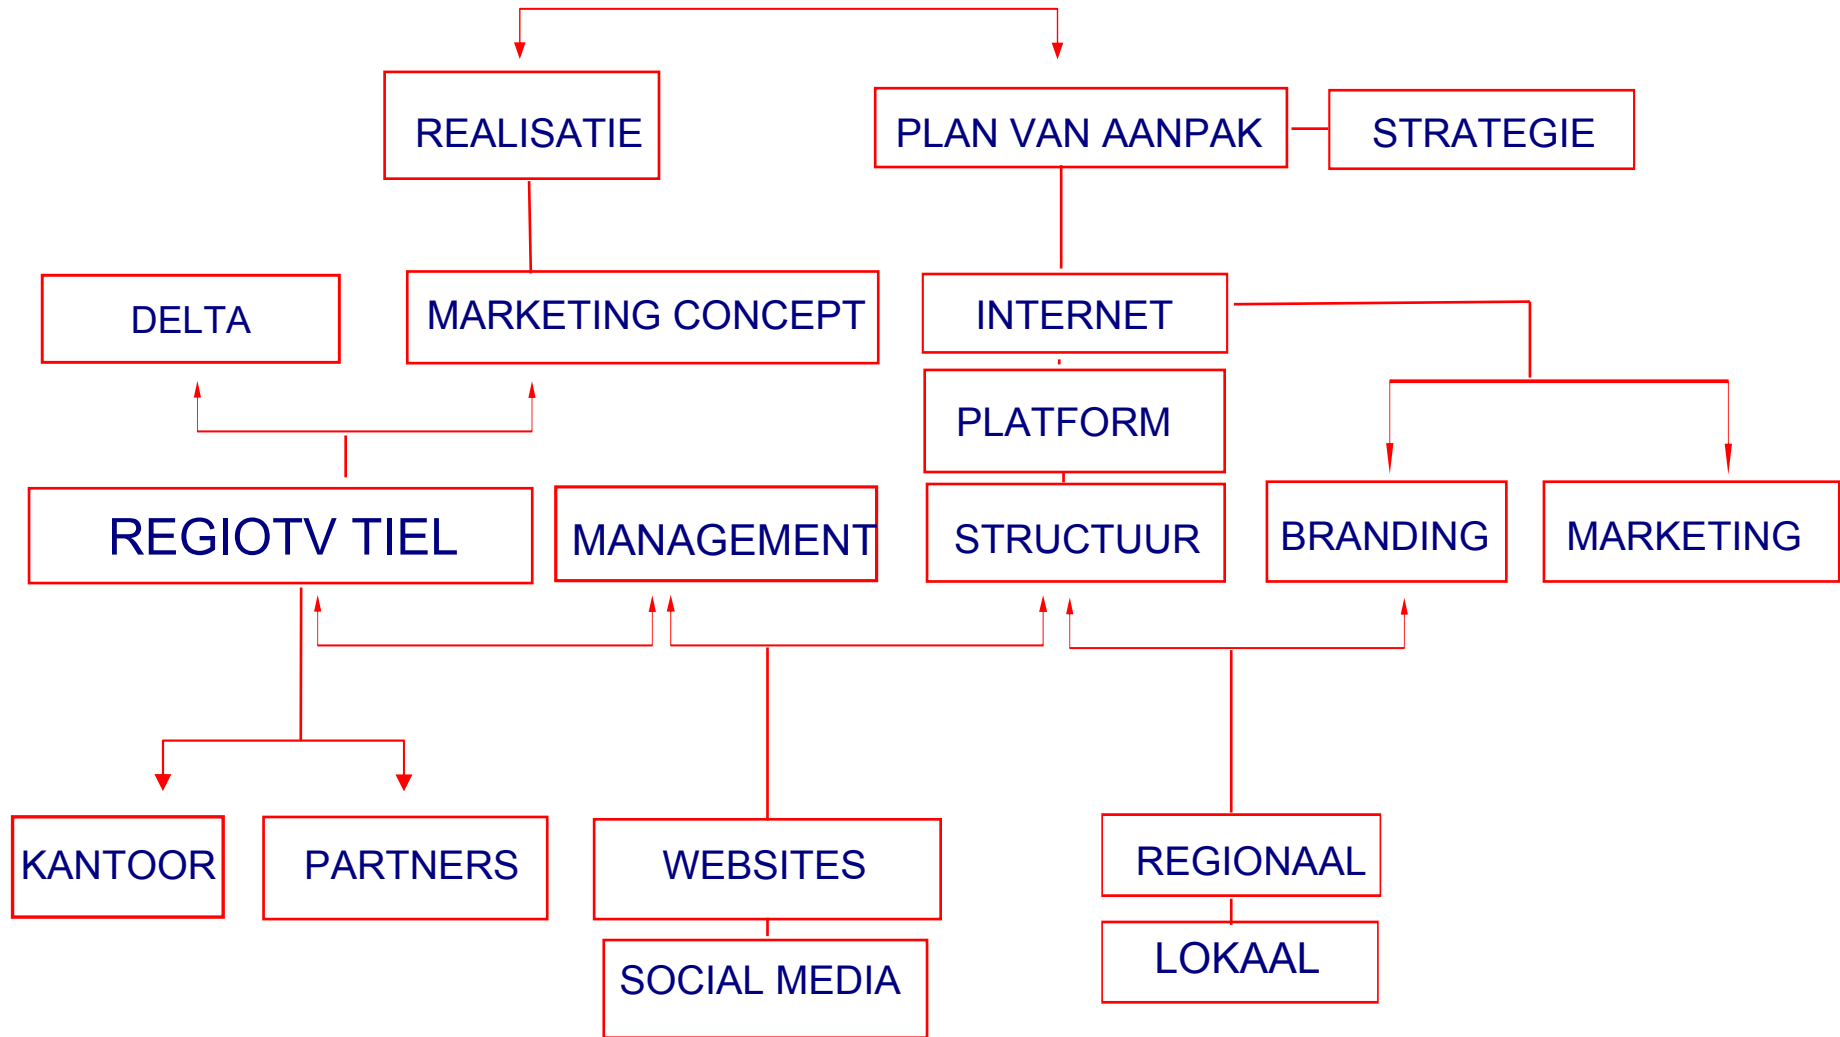 REALISATIE
PLAN VAN AANPAK
STRATEGIE
DELTA
MARKETING CONCEPT
INTERNET
PLATFORM
REGIOTV TIEL
MANAGEMENT
STRUCTUUR
BRANDING
MARKETING
KANTOOR
PARTNERS
WEBSITES
REGIONAAL
SOCIAL MEDIA
LOKAAL